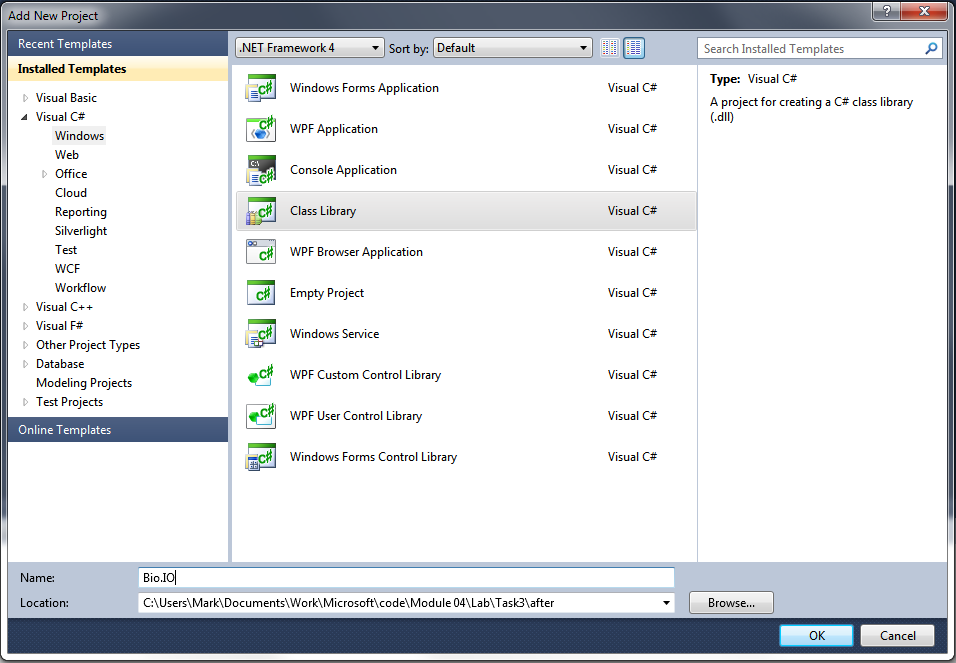 Add New Project
Recent Templates
Installed Templates
Visual Basic
Visual C#
Windows
Web
Office
Cloud
Reporting
Silverlight
Test
WCF
Workflow
Visual C++
Visual F#
Other Project Types
Database
Modeling Projects
Test Projects
Online Templates
.NET Framework 4 Sort by: Default
Windows Forms Application Visual C#
WPF Application Visual C#
Console Application Visual C#
Class Library Visual C#
WPF Browser Application Visual C#
Empty Project Visual C#
Windows Service Visual C#
WPF Custom Control Library Visual C#
WPF User Control Library Visual C#
Windows Forms Control Library Visual C#
Search Installed Templates
Type: Visual C#
A project for creating a C# class library
(.dll)
Name: Bio.IO
Location: C:\Users\Mark\Documents\Work\Microsoft\code\Module 04\Lab\Task3\after Browse...
OK Cancel